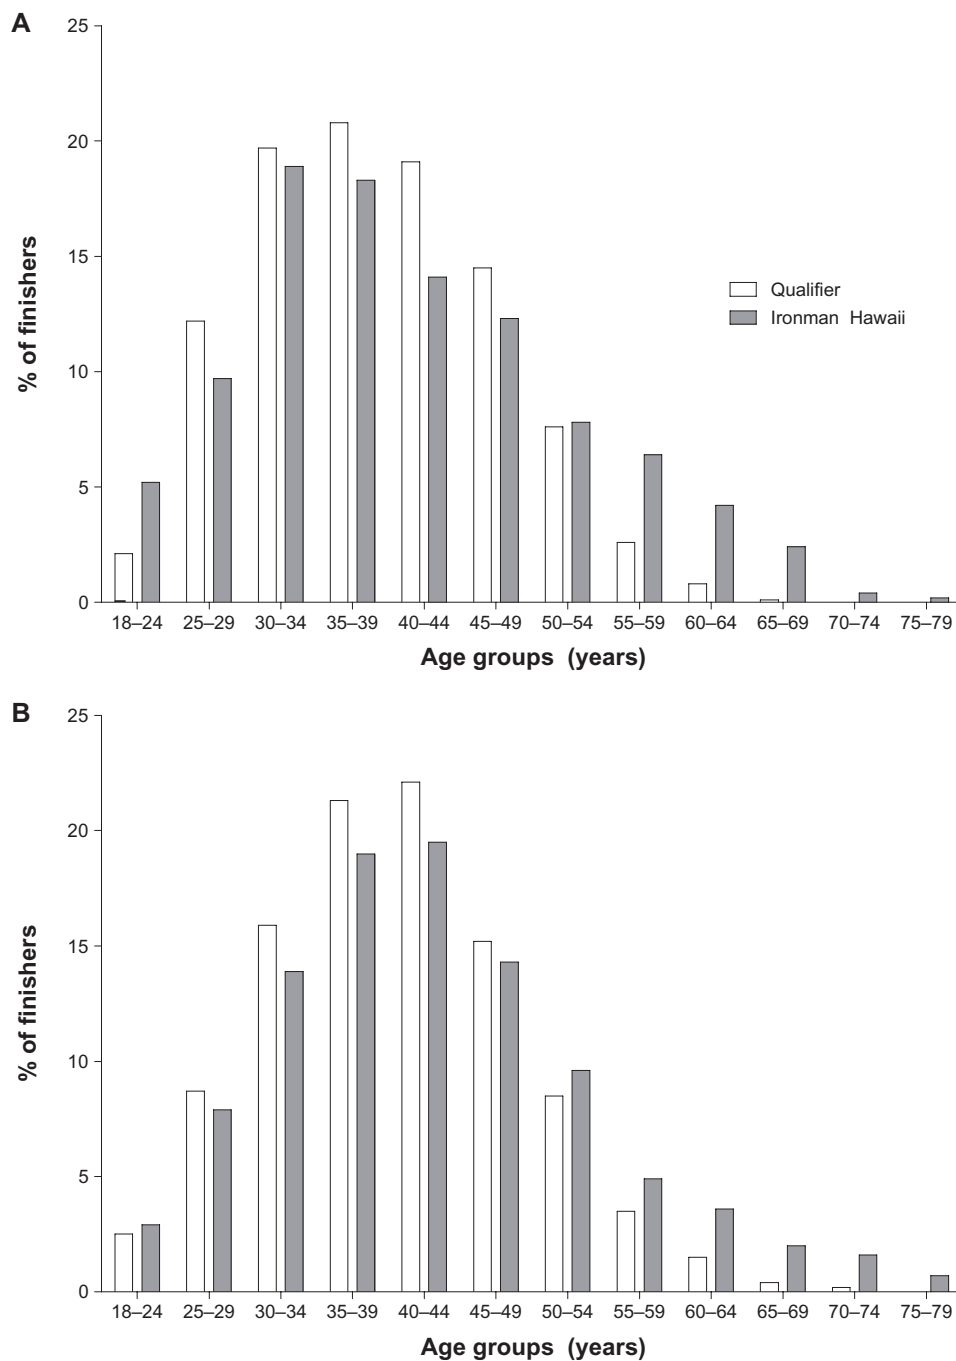 A
25
20
15
10
5
0
% of finishers
Qualifier
Ironman Hawaii
18–24 25–29 30–34 35–39 40–44 45–49 50–54 55–59 60–64 65–69 70–74 75–79
Age groups (years)
B
25
20
15
10
5
0
% of finishers
18–24 25–29 30–34 35–39 40–44 45–49 50–54 55–59 60–64 65–69 70–74 75–79
Age groups (years)